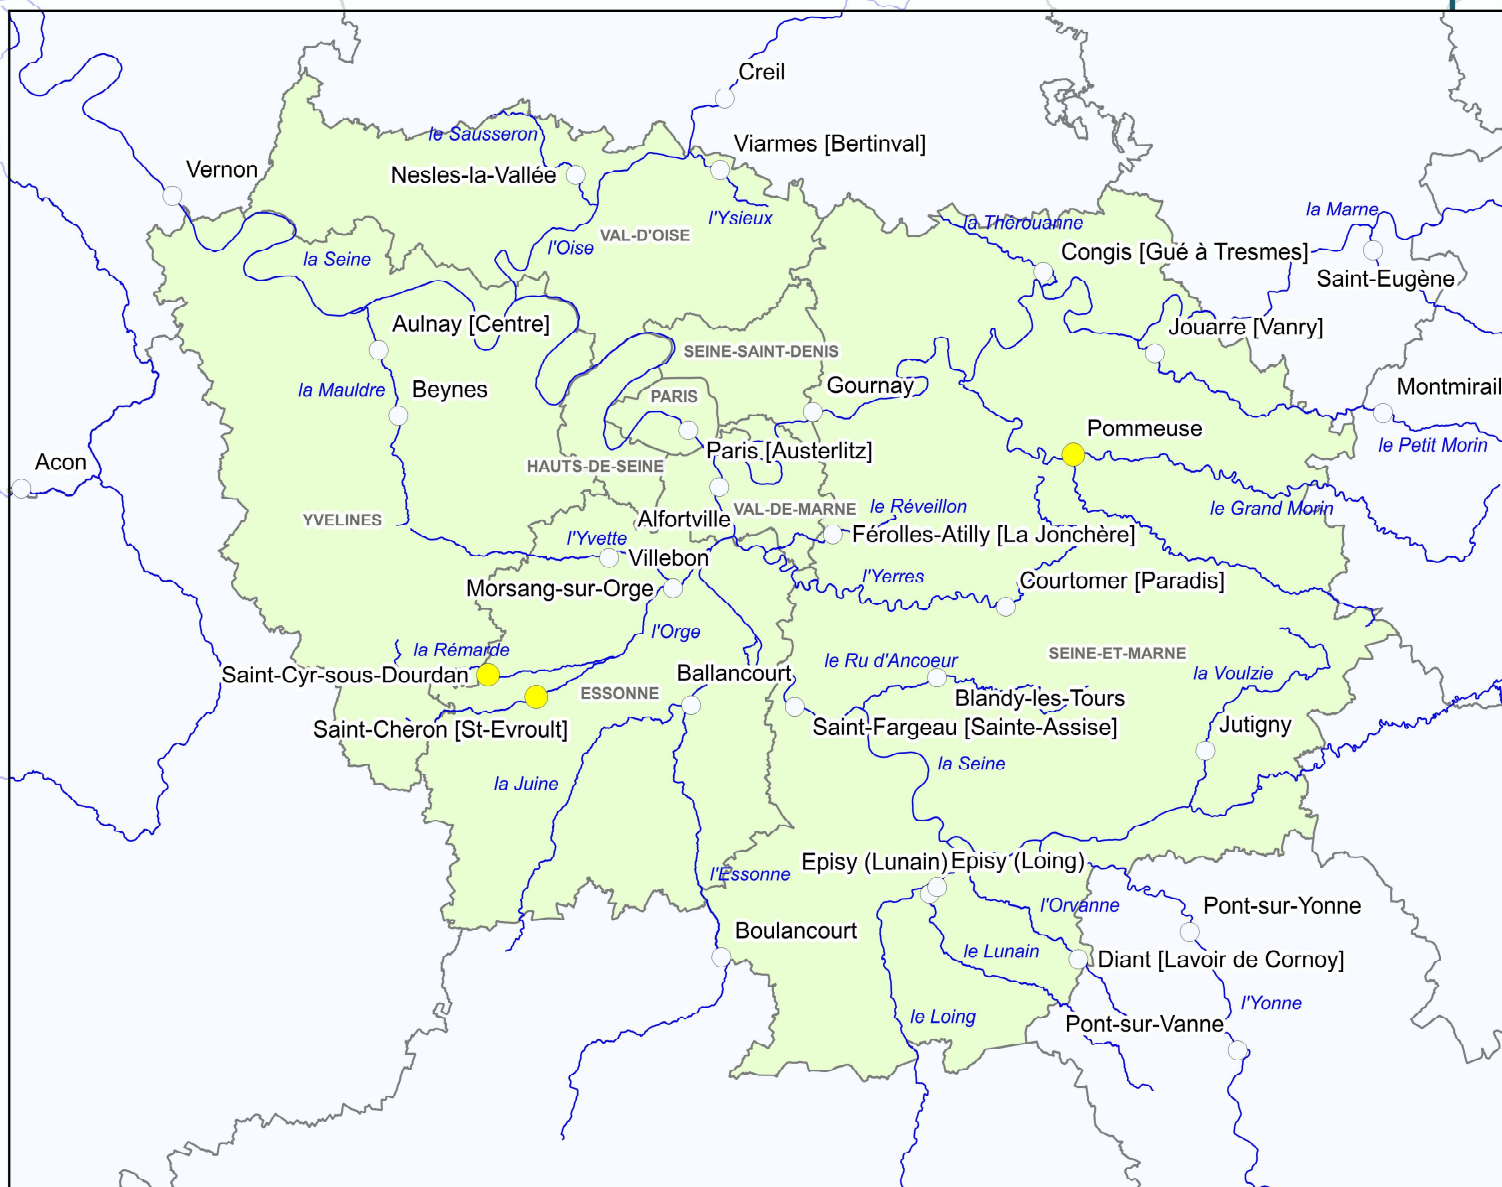 Creil
le Sausseron
Viarmes [Bertinval]
Vernon
Nesles-la-Vallée
la Marne
l'Ysieux
la Thérouanne
VAL-D'OISE
l'Oise
Congis [Gué à Tresmes]
la Seine
Saint-Eugène
Aulnay [Centre]
Jouarre [Vanry]
SEINE-SAINT-DENIS
la Mauldre
Beynes
PARIS
Gournay
Montmirail
Pommeuse
le Petit Morin
Paris [Austerlitz]
Acon
HAUTS-DE-SEINE
le Réveillon
le Grand Morin
VAL-DE-MARNE
YVELINES
Alfortville
l'Yvette
Férolles-Atilly [La Jonchère]
Villebon
l'Yerres
Courtomer [Paradis]
Morsang-sur-Orge
l'Orge
la Rémarde
le Ru d'Ancoeur
SEINE-ET-MARNE
Saint-Cyr-sous-Dourdan
Ballancourt
la Voulzie
ESSONNE
Blandy-les-Tours
Saint-Cheron [St-Evroult]
Saint-Fargeau [Sainte-Assise]
Jutigny
la Seine
la Juine
Episy (Lunain)
Episy (Loing)
l'Essonne
l'Orvanne
Pont-sur-Yonne
Boulancourt
le Lunain
Diant [Lavoir de Cornoy]
l'Yonne
le Loing
Pont-sur-Vanne